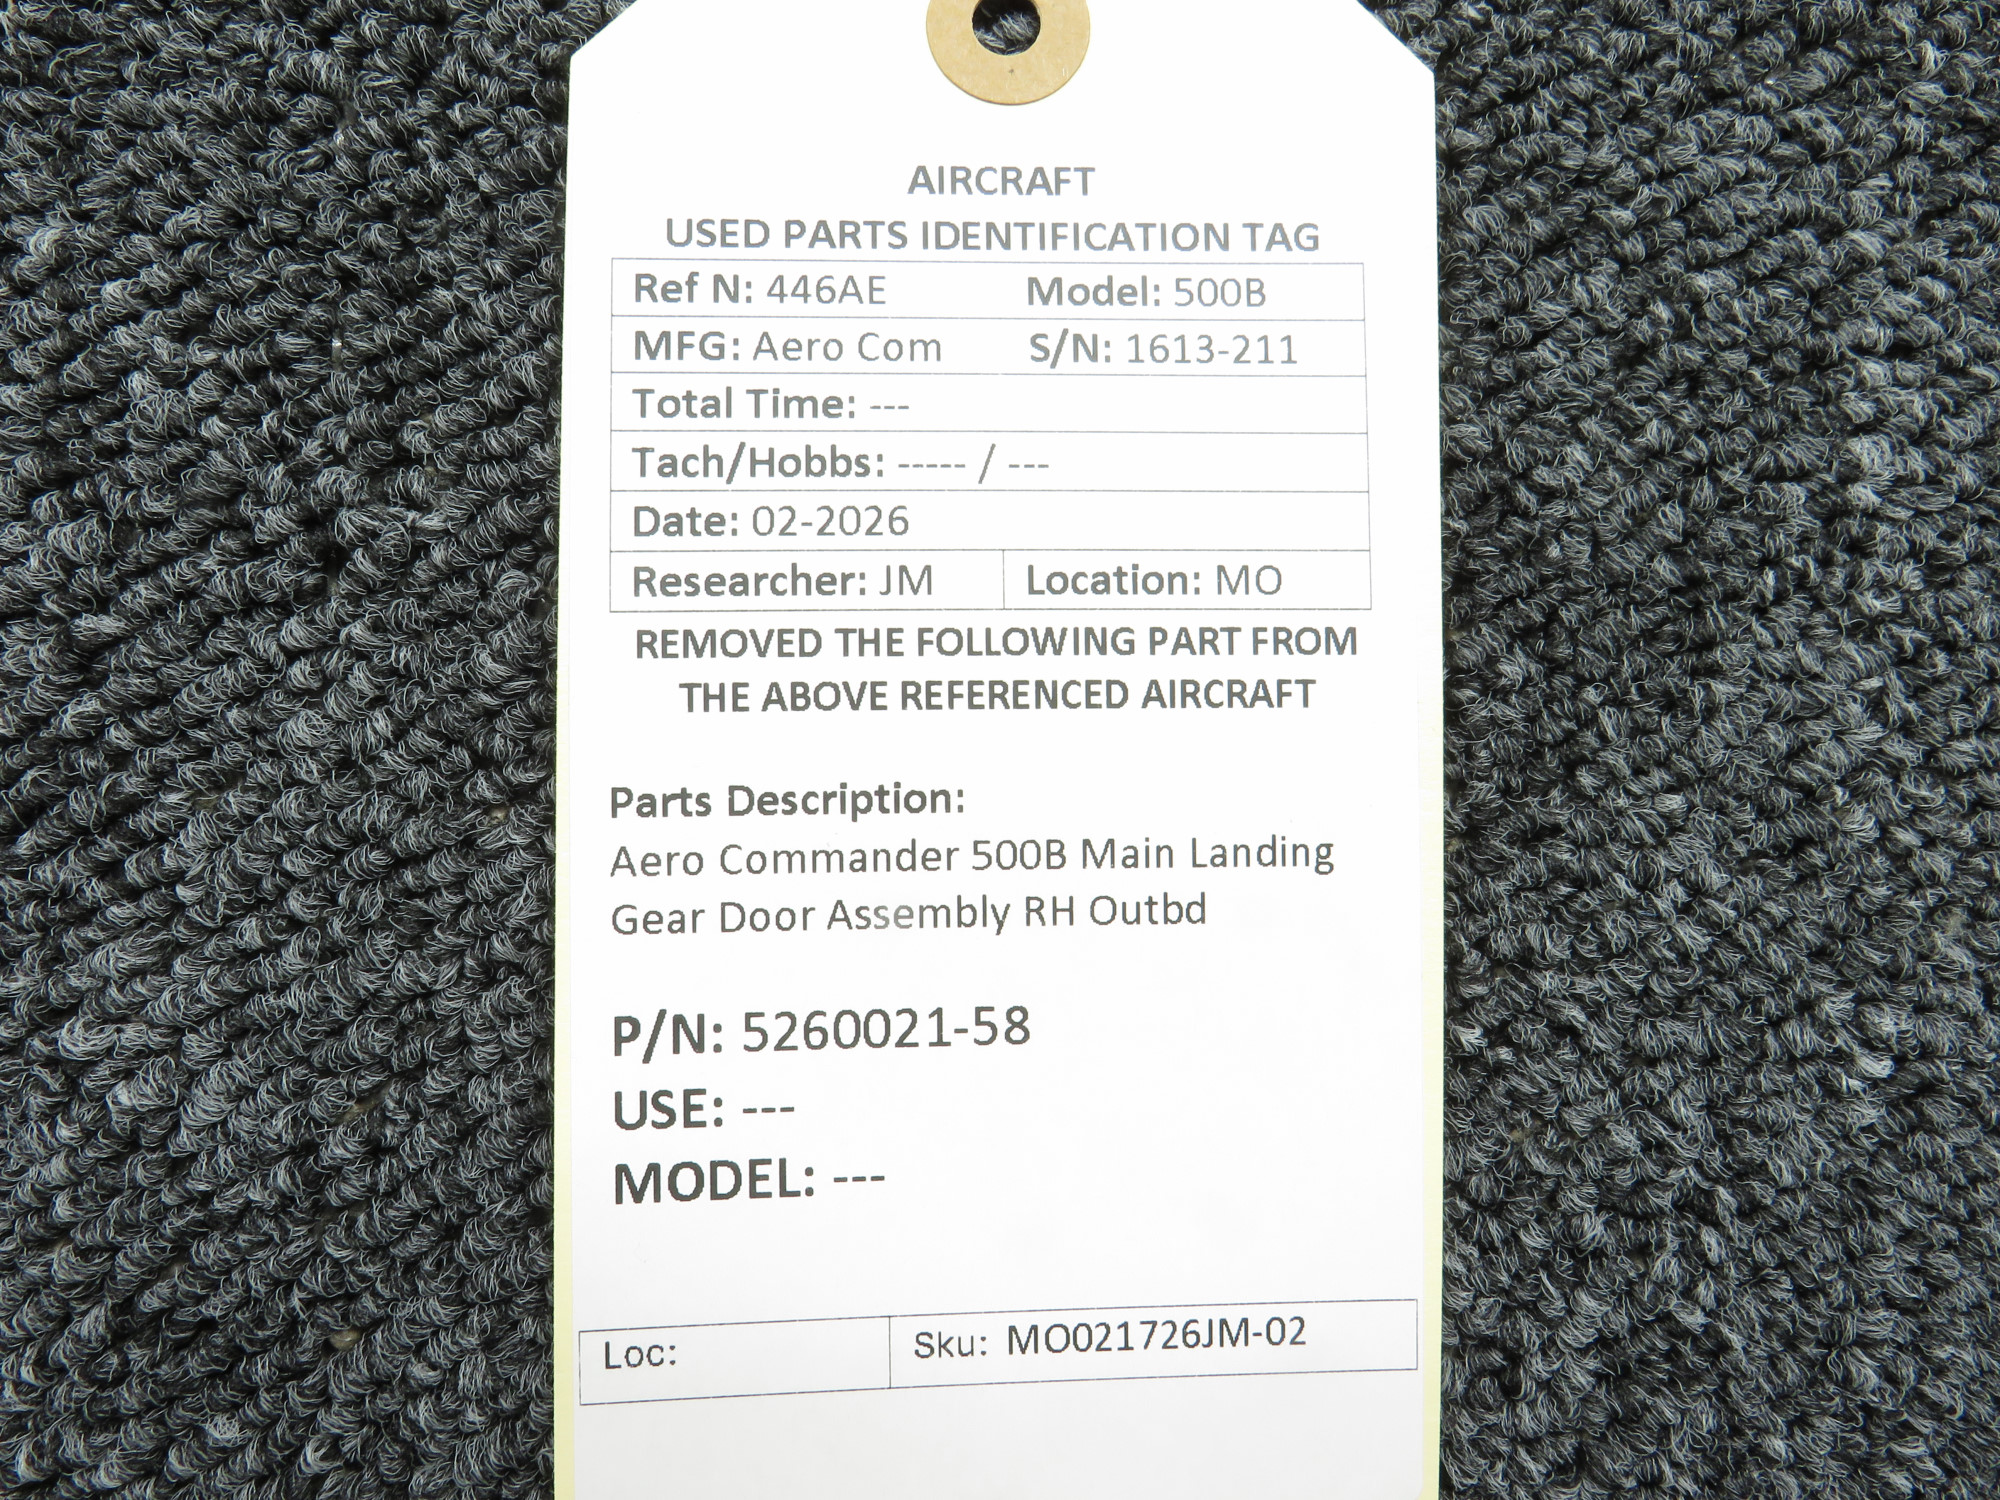 AIRCRAFT
USED PARTS IDENTIFICATION TAG
Ref N: 446AE Model: 500B
MFG: Aero Com S/N: 1613-211
Total Time: ---
Tach/Hobbs: ----- / ---
Date: 02-2026
Researcher: JM Location: MO
REMOVED THE FOLLOWING PART FROM
THE ABOVE REFERENCED AIRCRAFT
Parts Description:
Aero Commander 500B Main Landing
Gear Door Assembly RH Outbd
P/N: 5260021-58
USE: ---
MODEL: ---
Loc: Sku: MO021726JM-02